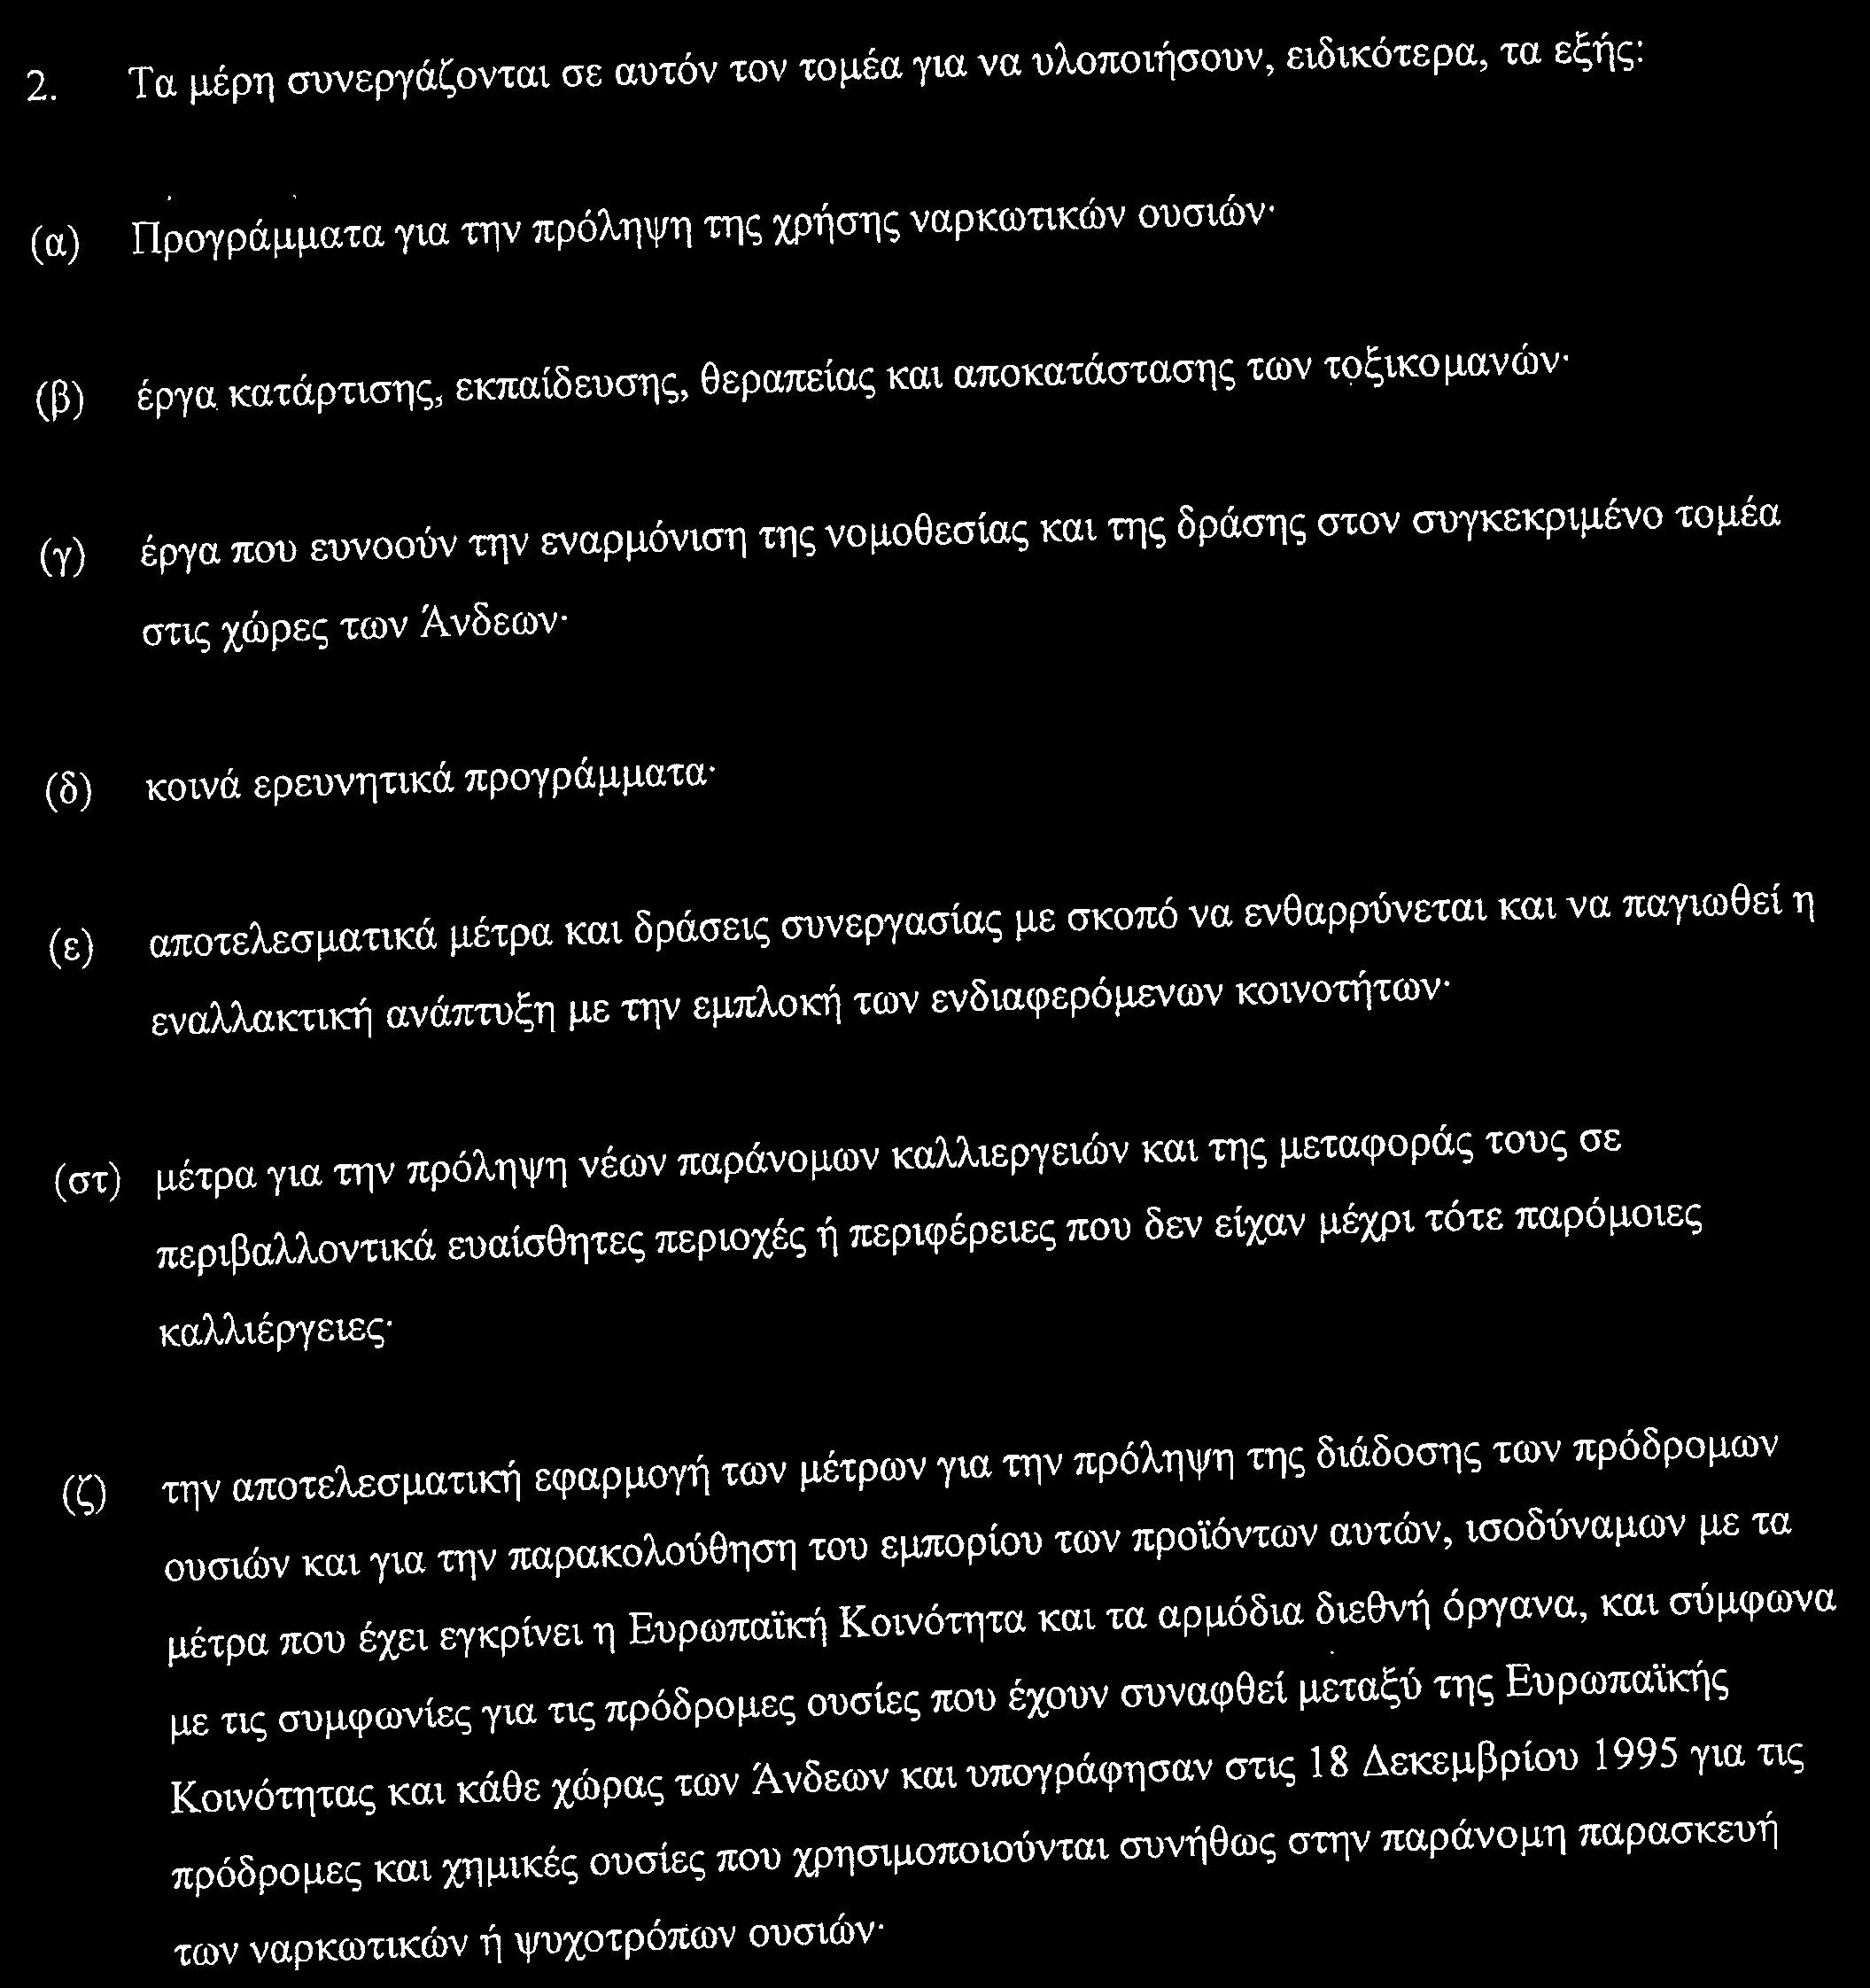 2. Τα μέρη συνεργάζονται σε αυτόν τον τομέα για να υλοποιήσουν, ειδικότερα, τα εξής:
(α) Προγράμματα για την πρόληψη της χρήσης ναρκωτικών ουσιών·
(β) έργα κατάρτισης, εκπαίδευσης, θεραπείας και αποκατάστασης των τοξικομανών·
(γ) έργα που ευνοούν την εναρμόνιση της νομοθεσίας και της δράσης στον συγκεκριμένο τομέα
στις χώρες των Άνδεων·
(δ) κοινά ερευνητικά προγράμματα·
(ε) αποτελεσματικά μέτρα και δράσεις συνεργασίας με σκοπό να ενθαρρύνεται και να παγιωθεί η
εναλλακτική ανάπτυξη με την εμπλοκή των ενδιαφερόμενων κοινοτήτων·
(στ) μέτρα για την πρόληψη νέων παράνομων καλλιεργειών και της μεταφοράς τους σε
περιβαλλοντικά ευαίσθητες περιοχές ή περιφέρειες που δεν είχαν μέχρι τότε παρόμοιες
καλλιέργειες·
(ζ) την αποτελεσματική εφαρμογή των μέτρων για την πρόληψη της διάδοσης των πρόδρομων
ουσιών και για την παρακολούθηση του εμπορίου των προϊόντων αυτών, ισοδύναμων με τα
μέτρα που έχει εγκρίνει η Ευρωπαϊκή Κοινότητα και τα αρμόδια διεθνή όργανα, και σύμφωνα
με τις συμφωνίες για τις πρόδρομες ουσίες που έχουν συναφθεί μεταξύ της Ευρωπαϊκής
Κοινότητας και κάθε χώρας των Άνδεων και υπογράφησαν στις 18 Δεκεμβρίου 1995 για τις
πρόδρομες και χημικές ουσίες που χρησιμοποιούνται συνήθως στην παράνομη παρασκευή
των ναρκωτικών ή ψυχοτρόπων ουσιών·